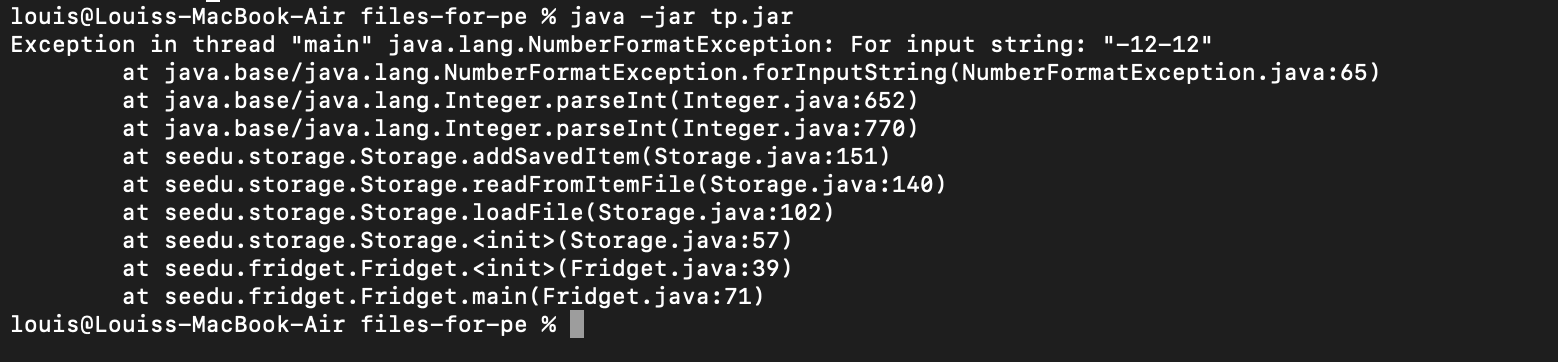 louis@Louiss-MacBook-Air files-for-pe % java -jar tp.jar
Exception in thread "main" java.lang.NumberFormatException: For input string: "-12-12"
        at java.base/java.lang.NumberFormatException.forInputString(NumberFormatException.java:65)
        at java.base/java.lang.Integer.parseInt(Integer.java:652)
        at java.base/java.lang.Integer.parseInt(Integer.java:770)
        at seedu.storage.Storage.addSavedItem(Storage.java:151)
        at seedu.storage.Storage.readFromItemFile(Storage.java:140)
        at seedu.storage.Storage.loadFile(Storage.java:102)
        at seedu.storage.Storage.<init>(Storage.java:57)
        at seedu.fridget.Fridget.<init>(Fridget.java:39)
        at seedu.fridget.Fridget.main(Fridget.java:71)
louis@Louiss-MacBook-Air files-for-pe %